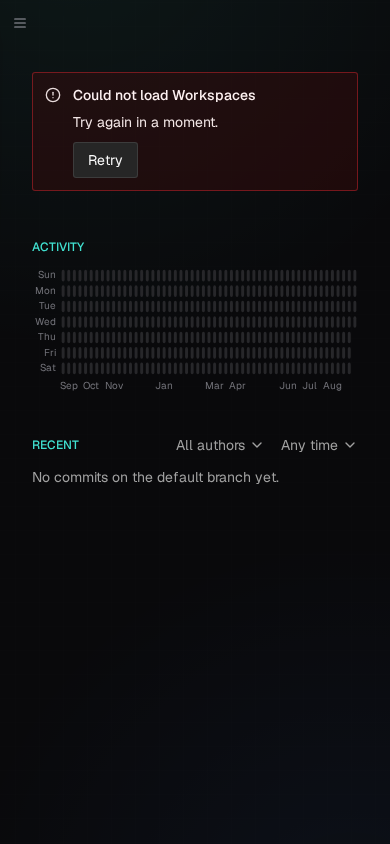 Could not load Workspaces
Try again in a moment.
Retry
ACTIVITY
Sun
Mon
Tue
Wed
Thu
Fri
Sat
Sep Oct Nov Jan Mar Apr Jun Jul Aug
RECENT All authors Any time
No commits on the default branch yet.